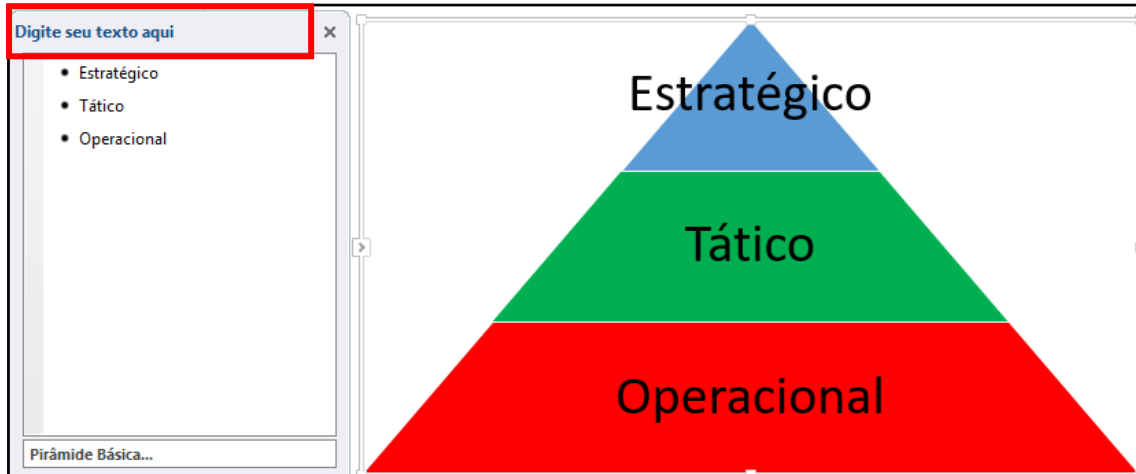 Digite seu texto aqui
• Estratégico
• Tático
• Operacional
Pirâmide Básica...
Estratégico
Tático
Operacional